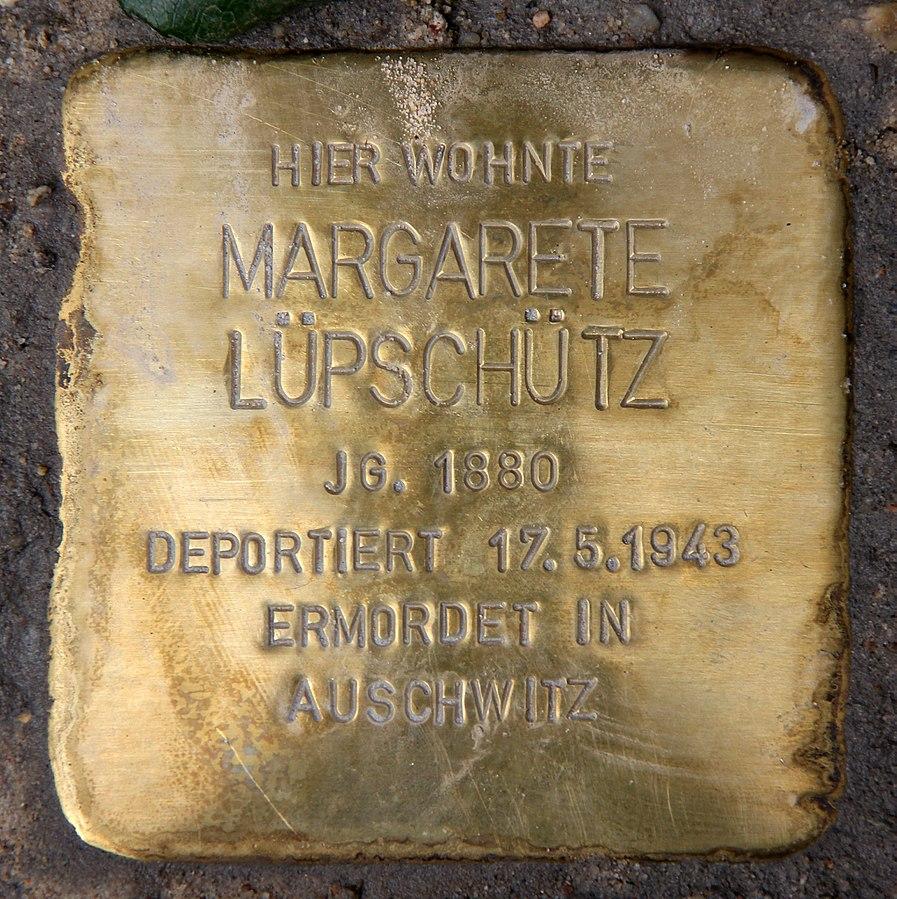 HIER WOHNTE
MARGARETE
LÜPSCHÜTZ
JG. 1880
DEPORTIERT 17.5.1943
ERMORDET IN
AUSCHWITZ